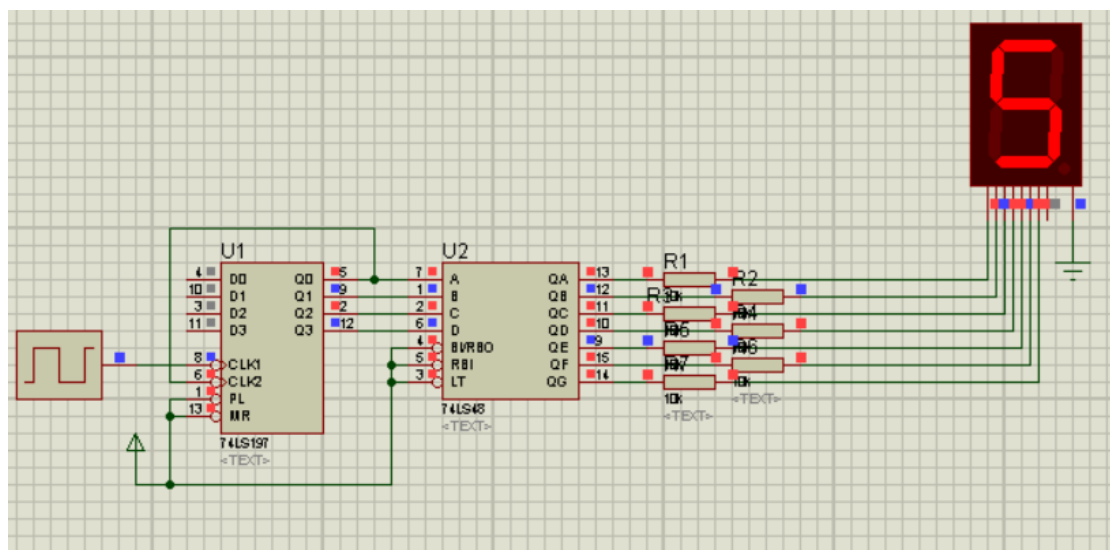 5
U1
4 D0 Q0 5
10 D1 Q1 9
3 D2 Q2 2
11 D3 Q3 12
8 CLK1
6 CLK2
1 PL
13 MR
74LS197
<TEXT>
U2
7 A QA 13
1 B QB 12
2 C QC 11
6 D QD 10
4 BI/RBO QE 9
5 RBI QF 15
3 LT QG 14
74LS48
<TEXT>
R1
R2
10k
<TEXT>
10k
<TEXT>